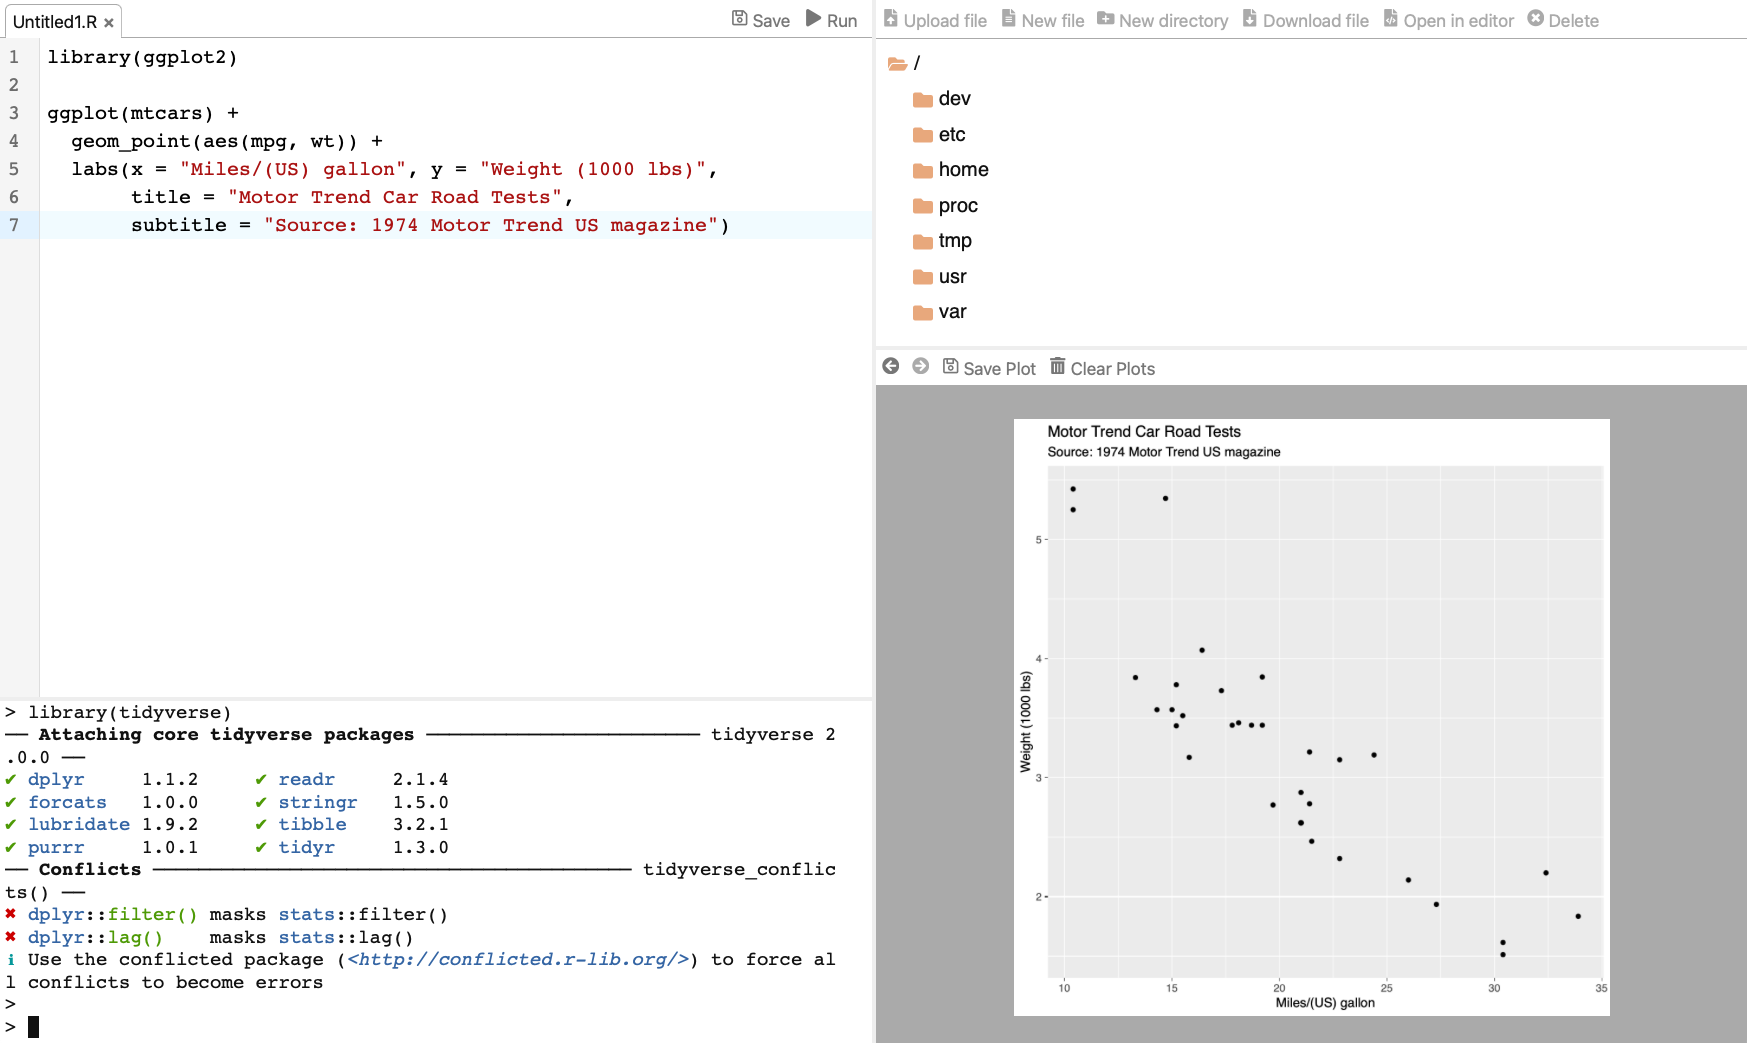 Untitled1.R ×
Save Run
1 library(ggplot2)
2
3 ggplot(mtcars) +
4   geom_point(aes(mpg, wt)) +
5   labs(x = "Miles/(US) gallon", y = "Weight (1000 lbs)",
6        title = "Motor Trend Car Road Tests",
7        subtitle = "Source: 1974 Motor Trend US magazine")
> library(tidyverse)
── Attaching core tidyverse packages ──────────────────────── tidyverse 2
.0.0 ──
✔ dplyr     1.1.2     ✔ readr     2.1.4
✔ forcats   1.0.0     ✔ stringr   1.5.0
✔ lubridate 1.9.2     ✔ tibble    3.2.1
✔ purrr     1.0.1     ✔ tidyr     1.3.0
── Conflicts ────────────────────────────────────────── tidyverse_conflic
ts() ──
✖ dplyr::filter() masks stats::filter()
✖ dplyr::lag()    masks stats::lag()
ℹ Use the conflicted package (<http://conflicted.r-lib.org/>) to force al
l conflicts to become errors
>
>
Upload file New file New directory Download file Open in editor Delete
/
dev
etc
home
proc
tmp
usr
var
Save Plot Clear Plots
Motor Trend Car Road Tests
Source: 1974 Motor Trend US magazine
Weight (1000 lbs)
5
4
3
2
10 15 20 25 30 35
Miles/(US) gallon